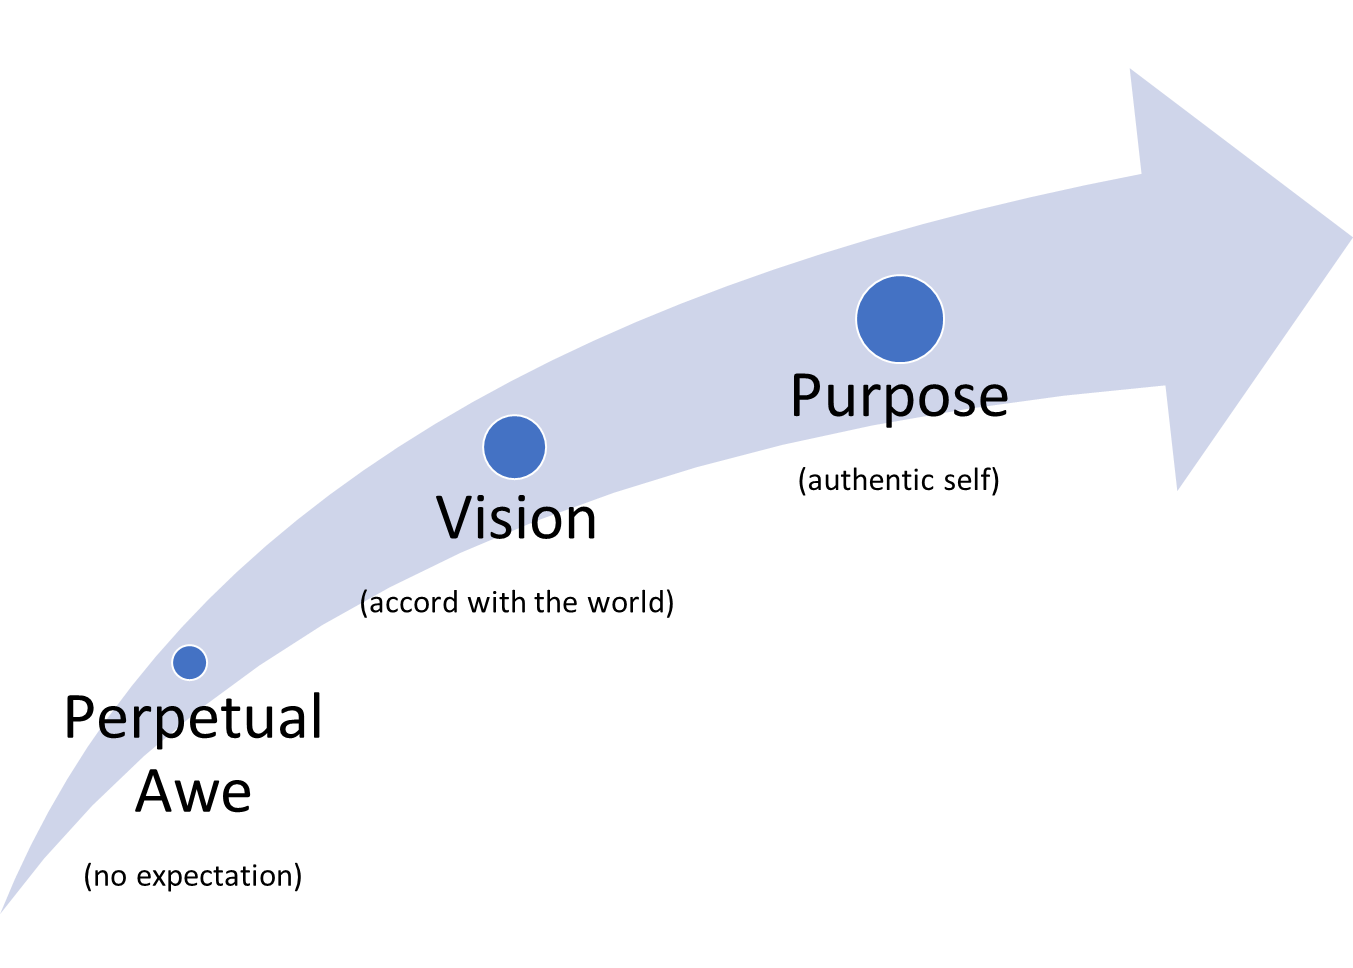 Perpetual
Awe
(no expectation)
Vision
(accord with the world)
Purpose
(authentic self)